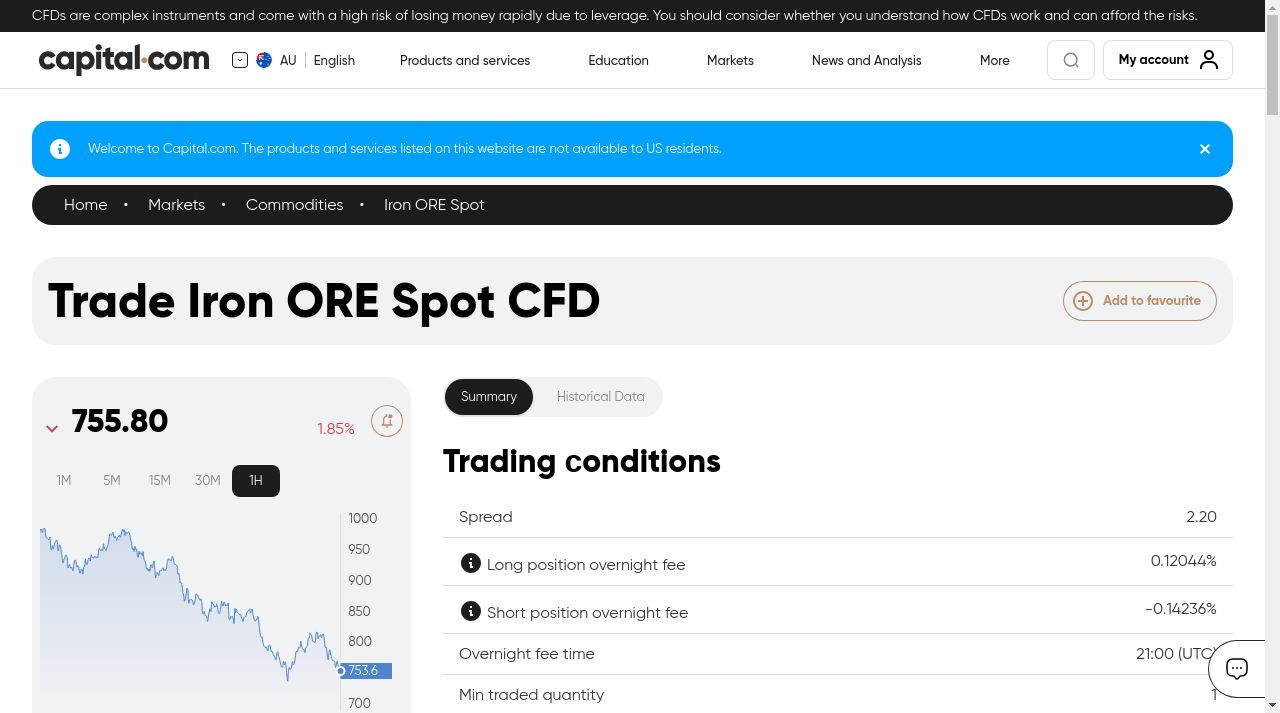 CFDs are complex instruments and come with a high risk of losing money rapidly due to leverage. You should consider whether you understand how CFDs work and can afford the risks.
capital.com
AU English
Products and services
Education
Markets
News and Analysis
More
My account
Welcome to Capital.com. The products and services listed on this website are not available to US residents.
Home • Markets • Commodities • Iron ORE Spot
Trade Iron ORE Spot CFD
Add to favourite
755.80
1.85%
1M 5M 15M 30M 1H
1000
950
900
850
800
753.6
700
Summary
Historical Data
Trading conditions
Spread 2.20
Long position overnight fee 0.12044%
Short position overnight fee -0.14236%
Overnight fee time 21:00 (UTC)
Min traded quantity 1